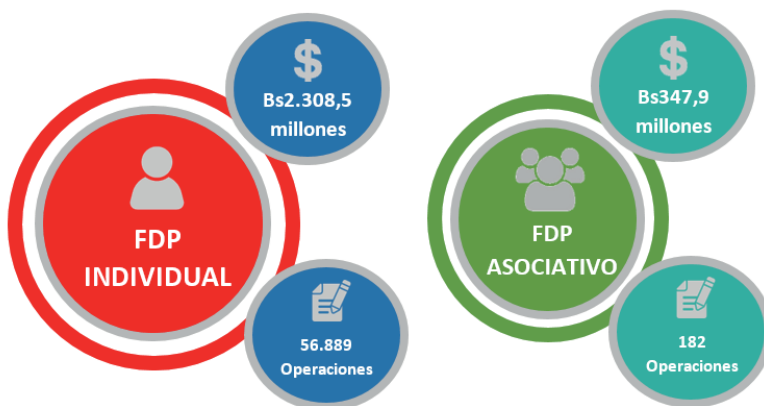 $
Bs2.308,5
millones
FDP
INDIVIDUAL
56.889
Operaciones
$
Bs347,9
millones
FDP
ASOCIATIVO
182
Operaciones